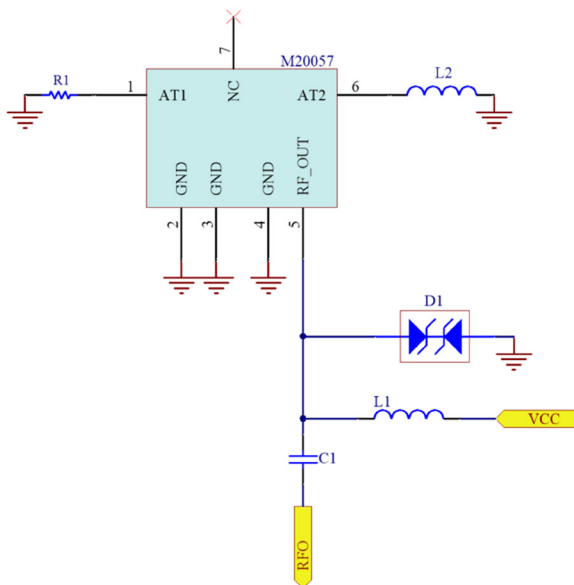 7
M20057
R1
1
AT1
NC
AT2
6
L2
GND
GND
GND
RF_OUT
2
3
4
5
D1
L1
VCC
C1
RFO